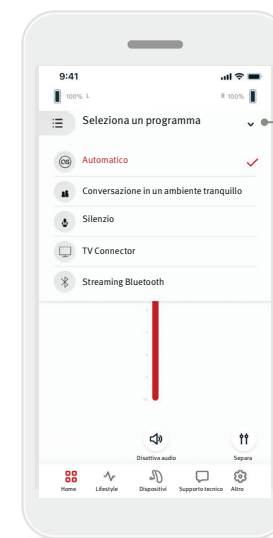 9:41
100% L
R 100%
Seleziona un programma
Automatico
Conversazione in un ambiente tranquillo
Silenzio
TV Connector
Streaming Bluetooth
Disattiva audio
Separa
Home
Lifestyle
Dispositivi
Supporto tecnico
Altro